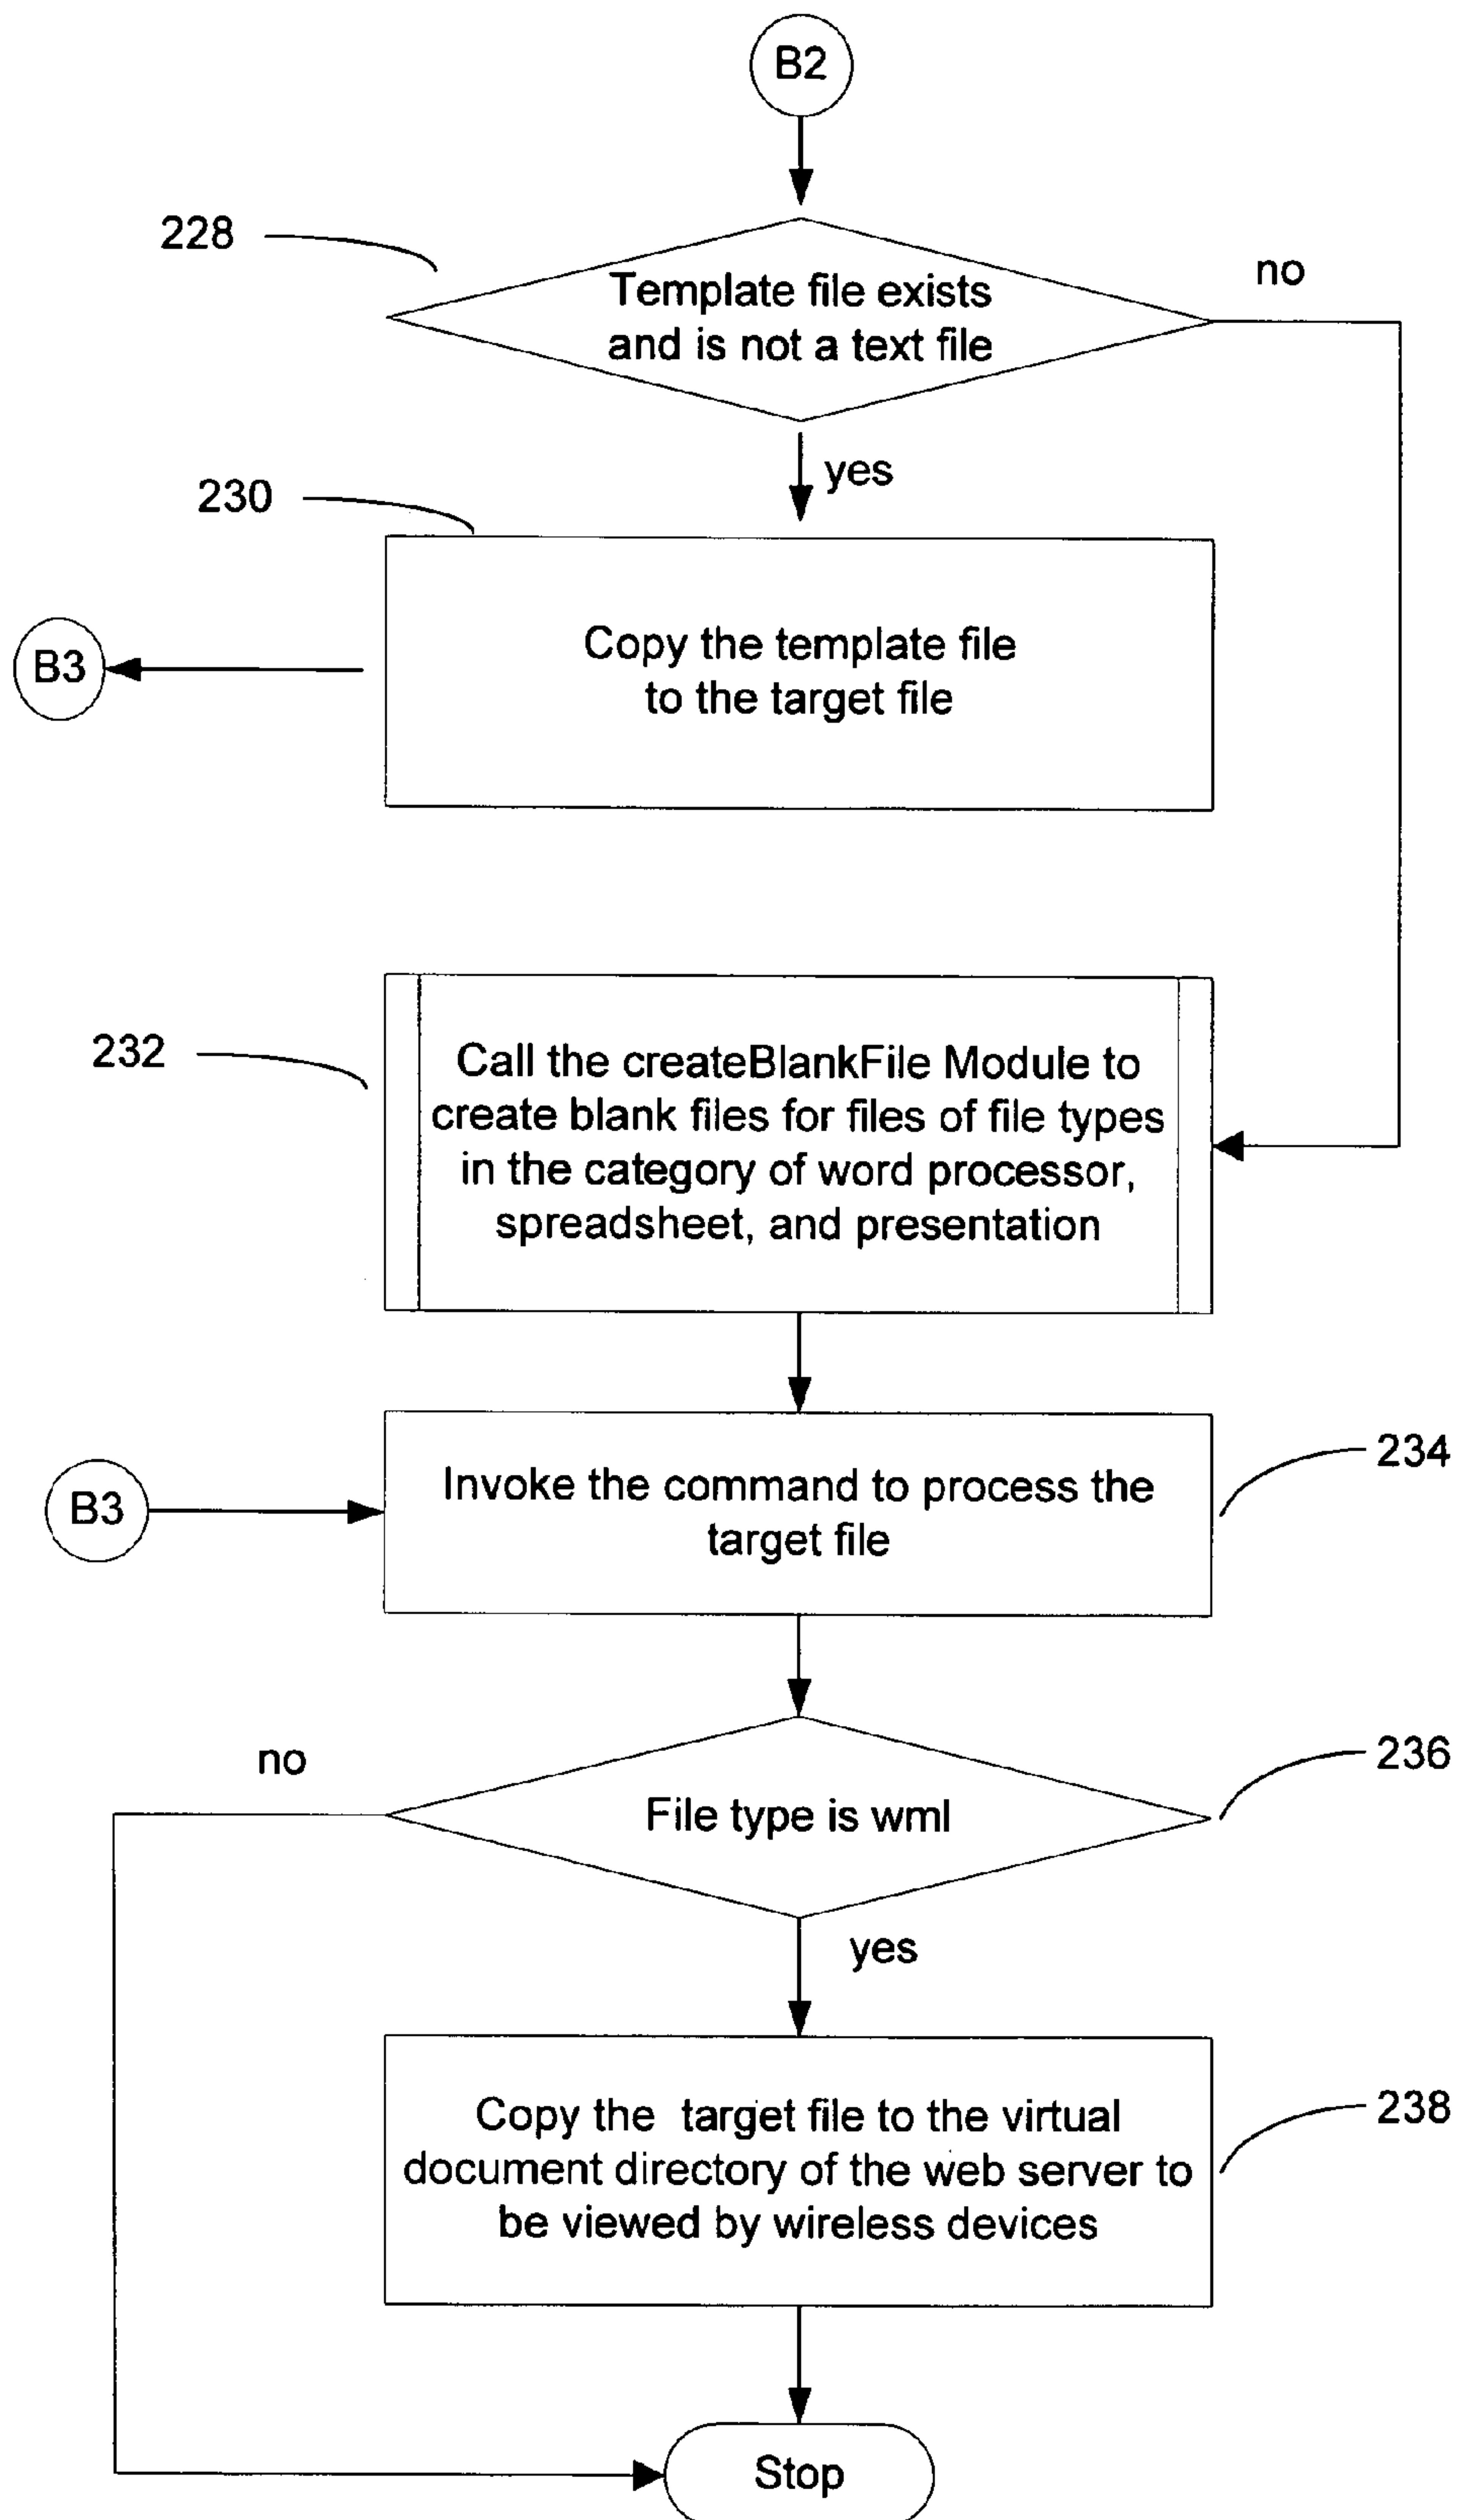 B2
228
Template file exists
and is not a text file
no
yes
230
Copy the template file
to the target file
B3
232
Call the createBlankFile Module to
create blank files for files of file types
in the category of word processor,
spreadsheet, and presentation
B3
Invoke the command to process the
target file
234
no
File type is wml
236
yes
Copy the target file to the virtual
document directory of the web server to
be viewed by wireless devices
238
Stop